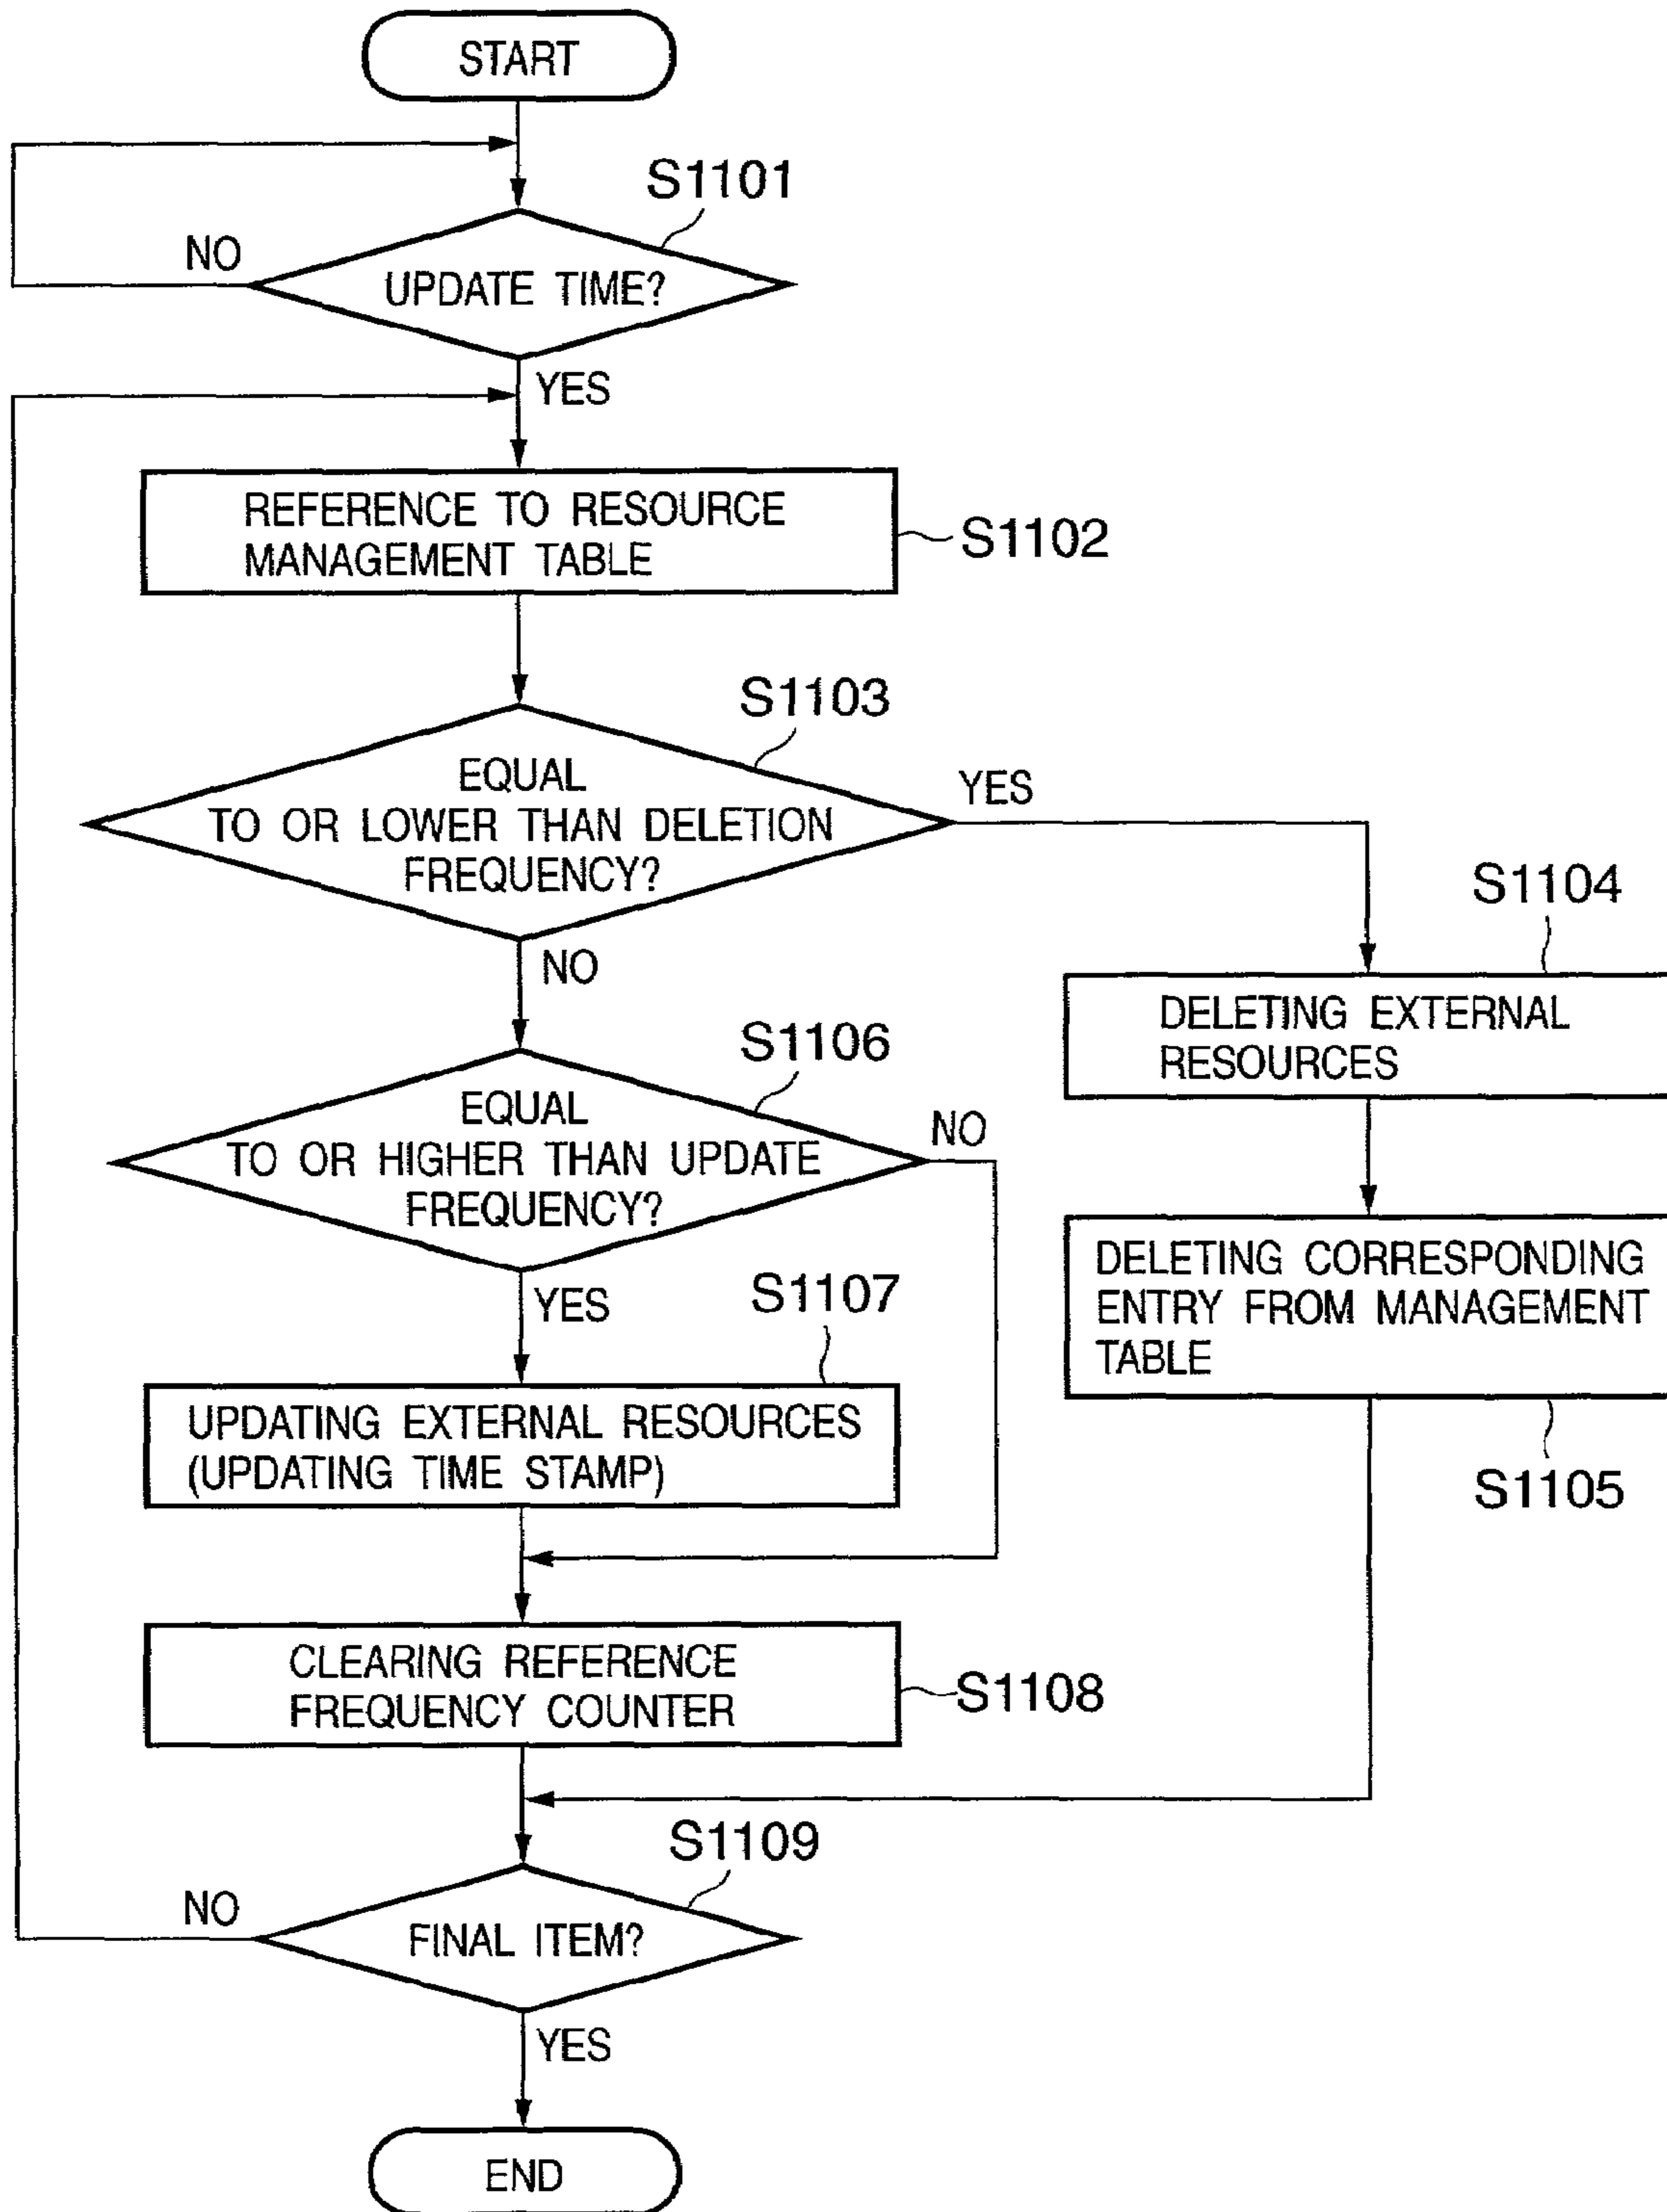 START
S1101
NO
UPDATE TIME?
YES
REFERENCE TO RESOURCE
MANAGEMENT TABLE
S1102
S1103
EQUAL
TO OR LOWER THAN DELETION
FREQUENCY?
YES
NO
S1104
DELETING EXTERNAL
RESOURCES
S1106
EQUAL
TO OR HIGHER THAN UPDATE
FREQUENCY?
NO
YES
DELETING CORRESPONDING
ENTRY FROM MANAGEMENT
TABLE
S1105
S1107
UPDATING EXTERNAL RESOURCES
(UPDATING TIME STAMP)
CLEARING REFERENCE
FREQUENCY COUNTER
S1108
S1109
NO
FINAL ITEM?
YES
END